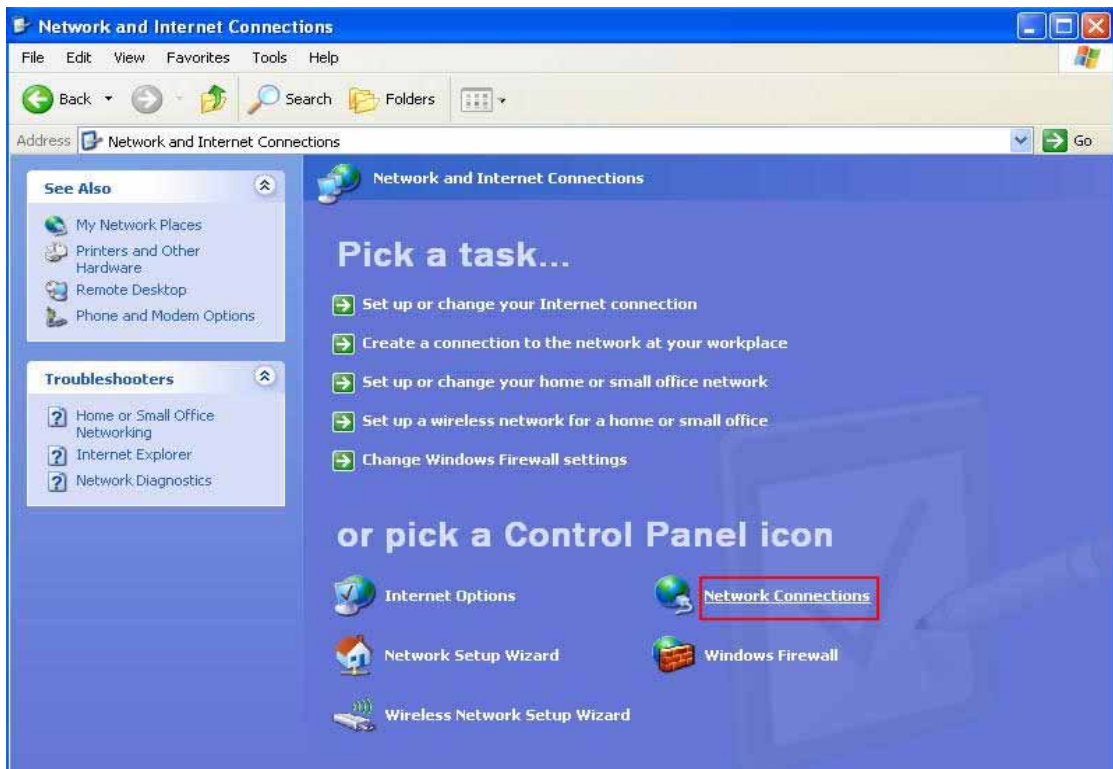 Network and Internet Connections
File Edit View Favorites Tools Help
Back Search Folders
Address Network and Internet Connections Go
See Also
My Network Places
Printers and Other
Hardware
Remote Desktop
Phone and Modem Options
Troubleshooters
Home or Small Office
Networking
Internet Explorer
Network Diagnostics
Network and Internet Connections
Pick a task...
Set up or change your Internet connection
Create a connection to the network at your workplace
Set up or change your home or small office network
Set up a wireless network for a home or small office
Change Windows Firewall settings
or pick a Control Panel icon
Internet Options
Network Connections
Network Setup Wizard
Windows Firewall
Wireless Network Setup Wizard